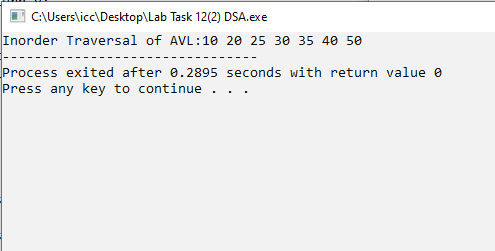 C:\Users\icc\Desktop\Lab Task 12(2) DSA.exe
Inorder Traversal of AVL:10 20 25 30 35 40 50
--------------------------------
Process exited after 0.2895 seconds with return value 0
Press any key to continue . . .